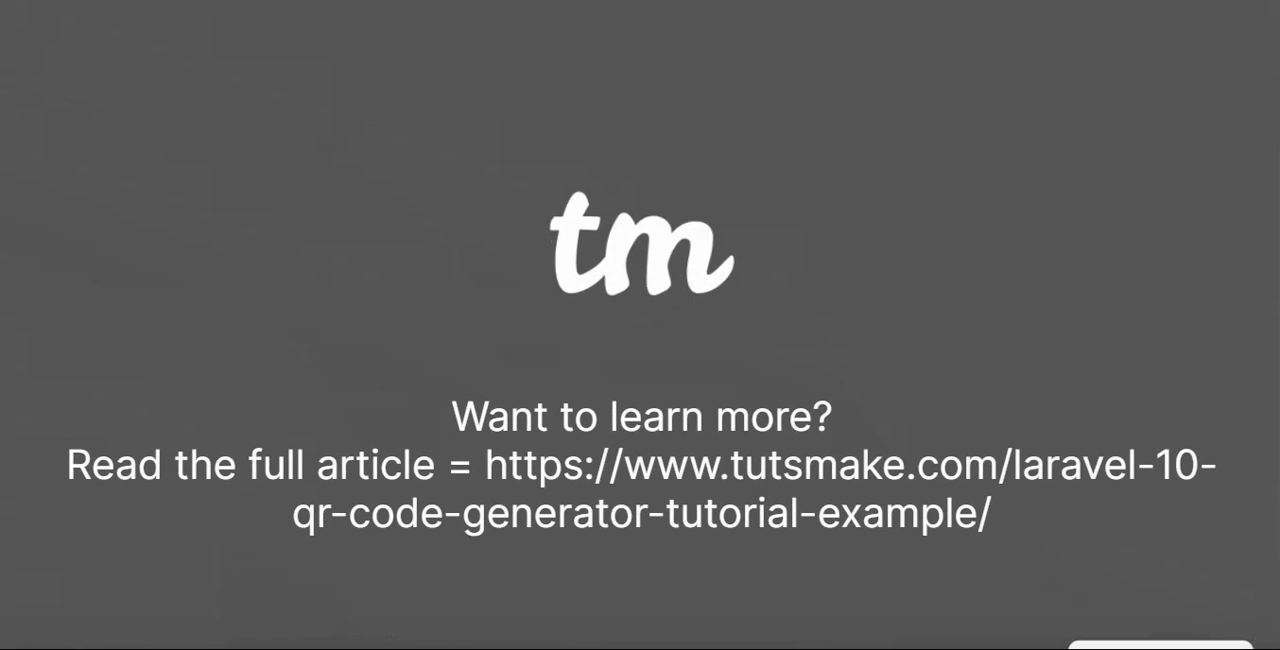 tm
Want to learn more?
Read the full article = https://www.tutsmake.com/laravel-10-
qr-code-generator-tutorial-example/